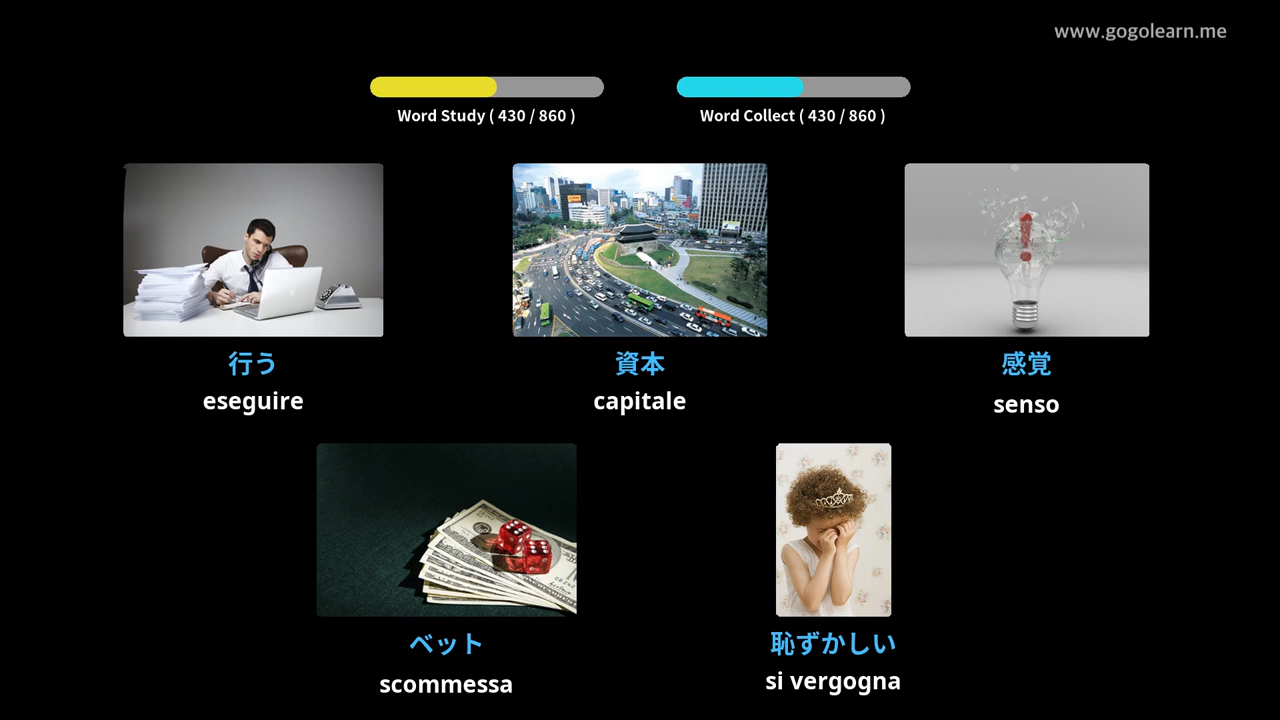 www.gogolearn.me
Word Study ( 430 / 860 )
Word Collect ( 430 / 860 )
行う
eseguire
資本
capitale
感覚
senso
ベット
scommessa
恥ずかしい
si vergogna